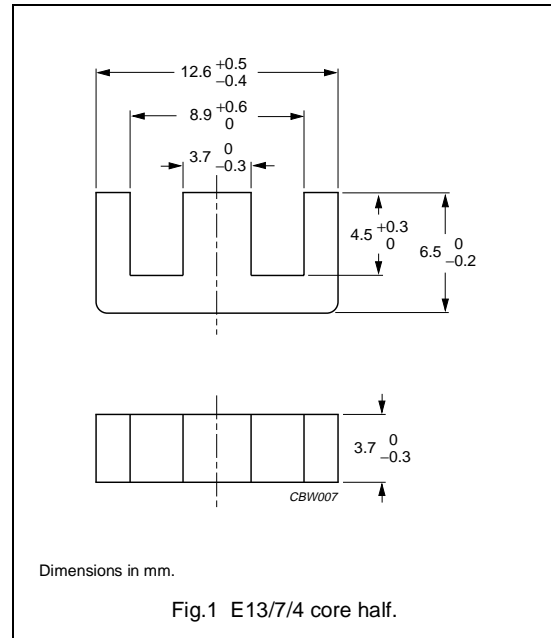 12.6 +0.5 −0.4
8.9 +0.6 0
3.7 0 −0.3
4.5 +0.3 0
6.5 0 −0.2
3.7 0 −0.3
CBW007
Dimensions in mm.
Fig.1 E13/7/4 core half.